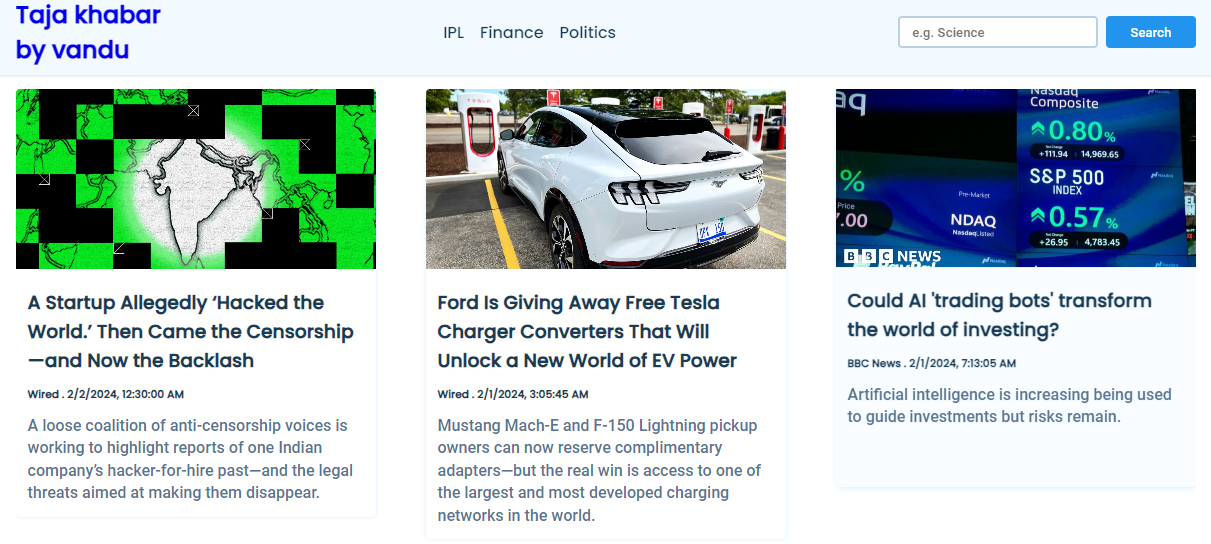 Taja khabar
by vandu
IPL Finance Politics
e.g. Science
Search
A Startup Allegedly ‘Hacked the
World.’ Then Came the Censorship
—and Now the Backlash
Wired . 2/2/2024, 12:30:00 AM
A loose coalition of anti-censorship voices is
working to highlight reports of one Indian
company’s hacker-for-hire past—and the legal
threats aimed at making them disappear.
TESLA
Ford Is Giving Away Free Tesla
Charger Converters That Will
Unlock a New World of EV Power
Wired . 2/1/2024, 3:05:45 AM
Mustang Mach-E and F-150 Lightning pickup
owners can now reserve complimentary
adapters—but the real win is access to one of
the largest and most developed charging
networks in the world.
aq
Nasdaq
Composite
0.80%
Net Change
+111.94 14,969.65
S&P 500
INDEX
0.57%
Net Change
+26.95 4,783.45
%
Price
.00
Pre-Market
NDAQ
NasdaqListed
Nasdaq
BBC NEWS
Could AI 'trading bots' transform
the world of investing?
BBC News . 2/1/2024, 7:13:05 AM
Artificial intelligence is increasing being used
to guide investments but risks remain.